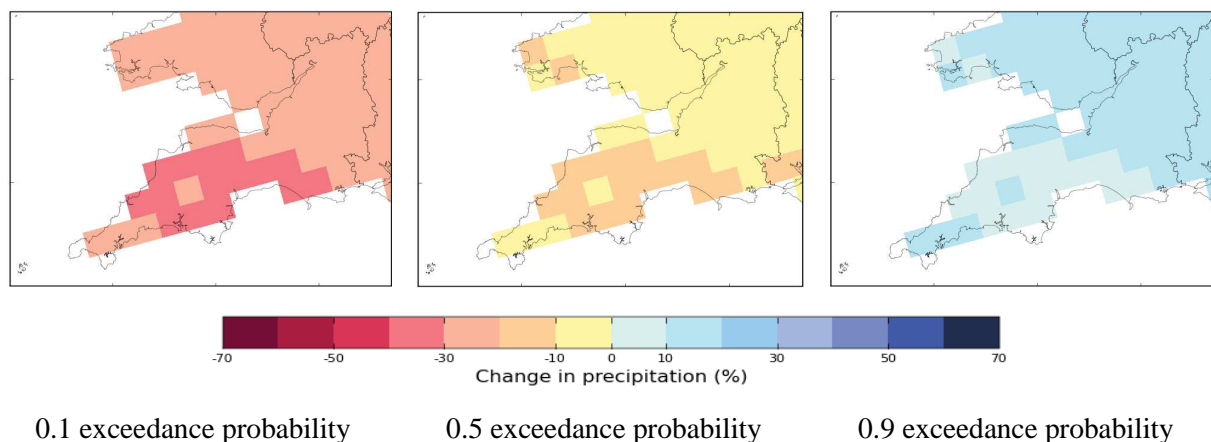 -70 -50 -30 -10 0 10 30 50 70
Change in precipitation (%)
0.1 exceedance probability 0.5 exceedance probability 0.9 exceedance probability